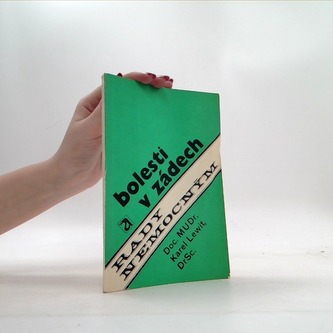 bolesti
v zádech
RADY
NEMOCNÝM
Doc. MUDr.
Karel Lewit,
DrSc.